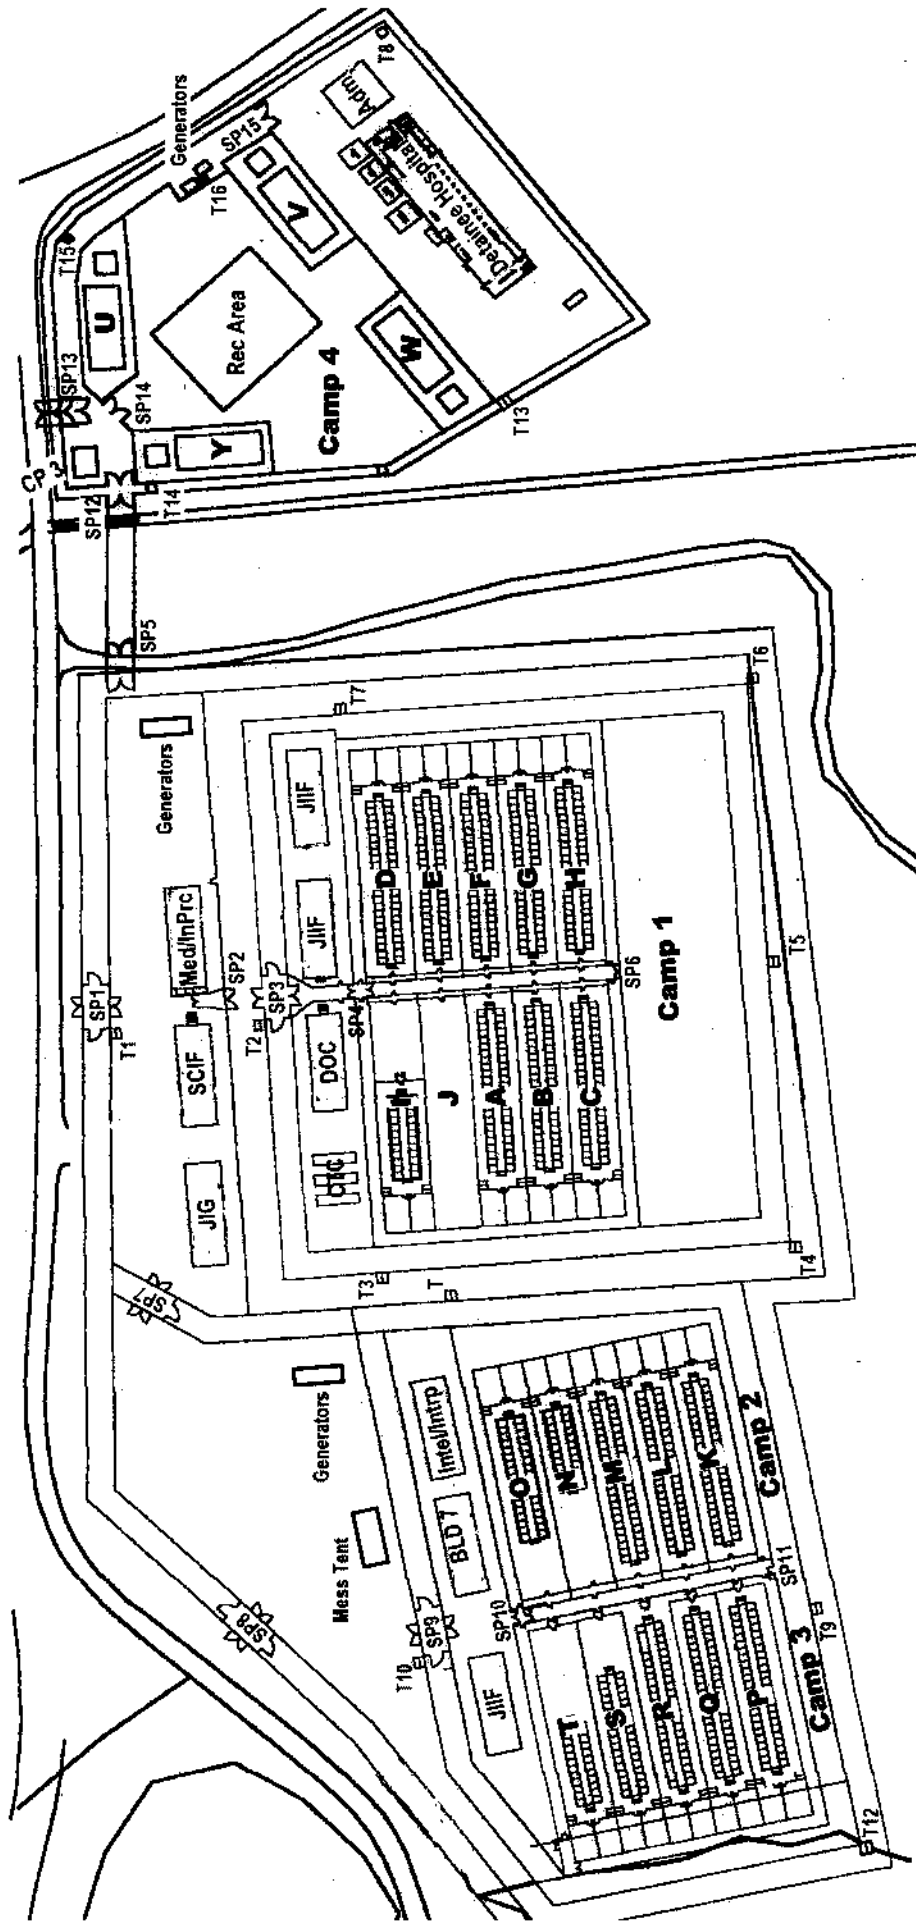 SP8
Mess Tent
Generators
SP7
JIG
SCIF
T1
SP1
SP2
Med/InPrc
Generators
SP5
SP12
CP
T14
SP13
SP14
T15
U
Y
Rec Area
Camp 4
Generators
T16
SP15
V
W
T13
T8
Adm
Detainee Hospital
T2
SP3
SP4
CTC
DOC
JIIF
JIIF
T7
T3
T
J
A
B
C
D
E
F
G
H
SP6
Camp 1
T4
T5
T6
T10
SP9
JIIF
BLD 7
Intel/Intrp
SP10
O
N
M
L
K
Camp 2
T
S
R
Q
P
SP11
Camp 3
T9
T12